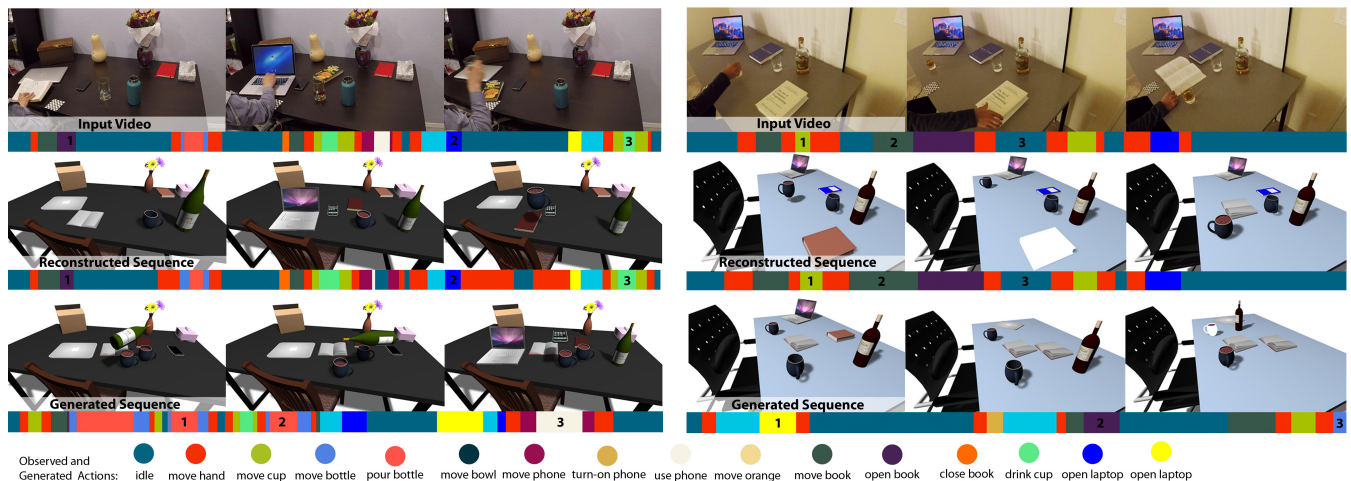 Input Video
Input Video
1 2 3
1 2 3
Reconstructed Sequence
Reconstructed Sequence
1 2 3
1 2 3
Generated Sequence
Generated Sequence
1 2 3
1 2 3
Observed and
Generated Actions:
idle
move hand
move cup
move bottle
pour bottle
move bowl
move phone
turn-on phone
use phone
move orange
move book
open book
close book
drink cup
open laptop
open laptop